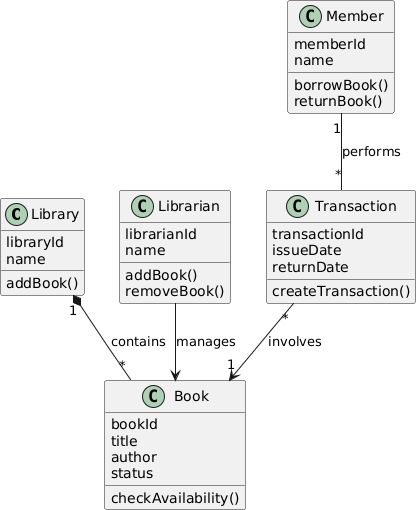 C Member
memberId
name
borrowBook()
returnBook()
1
performs
*
C Library
libraryId
name
addBook()
C Librarian
librarianId
name
addBook()
removeBook()
C Transaction
transactionId
issueDate
returnDate
createTransaction()
1
contains
*
manages
*
involves
1
C Book
bookId
title
author
status
checkAvailability()